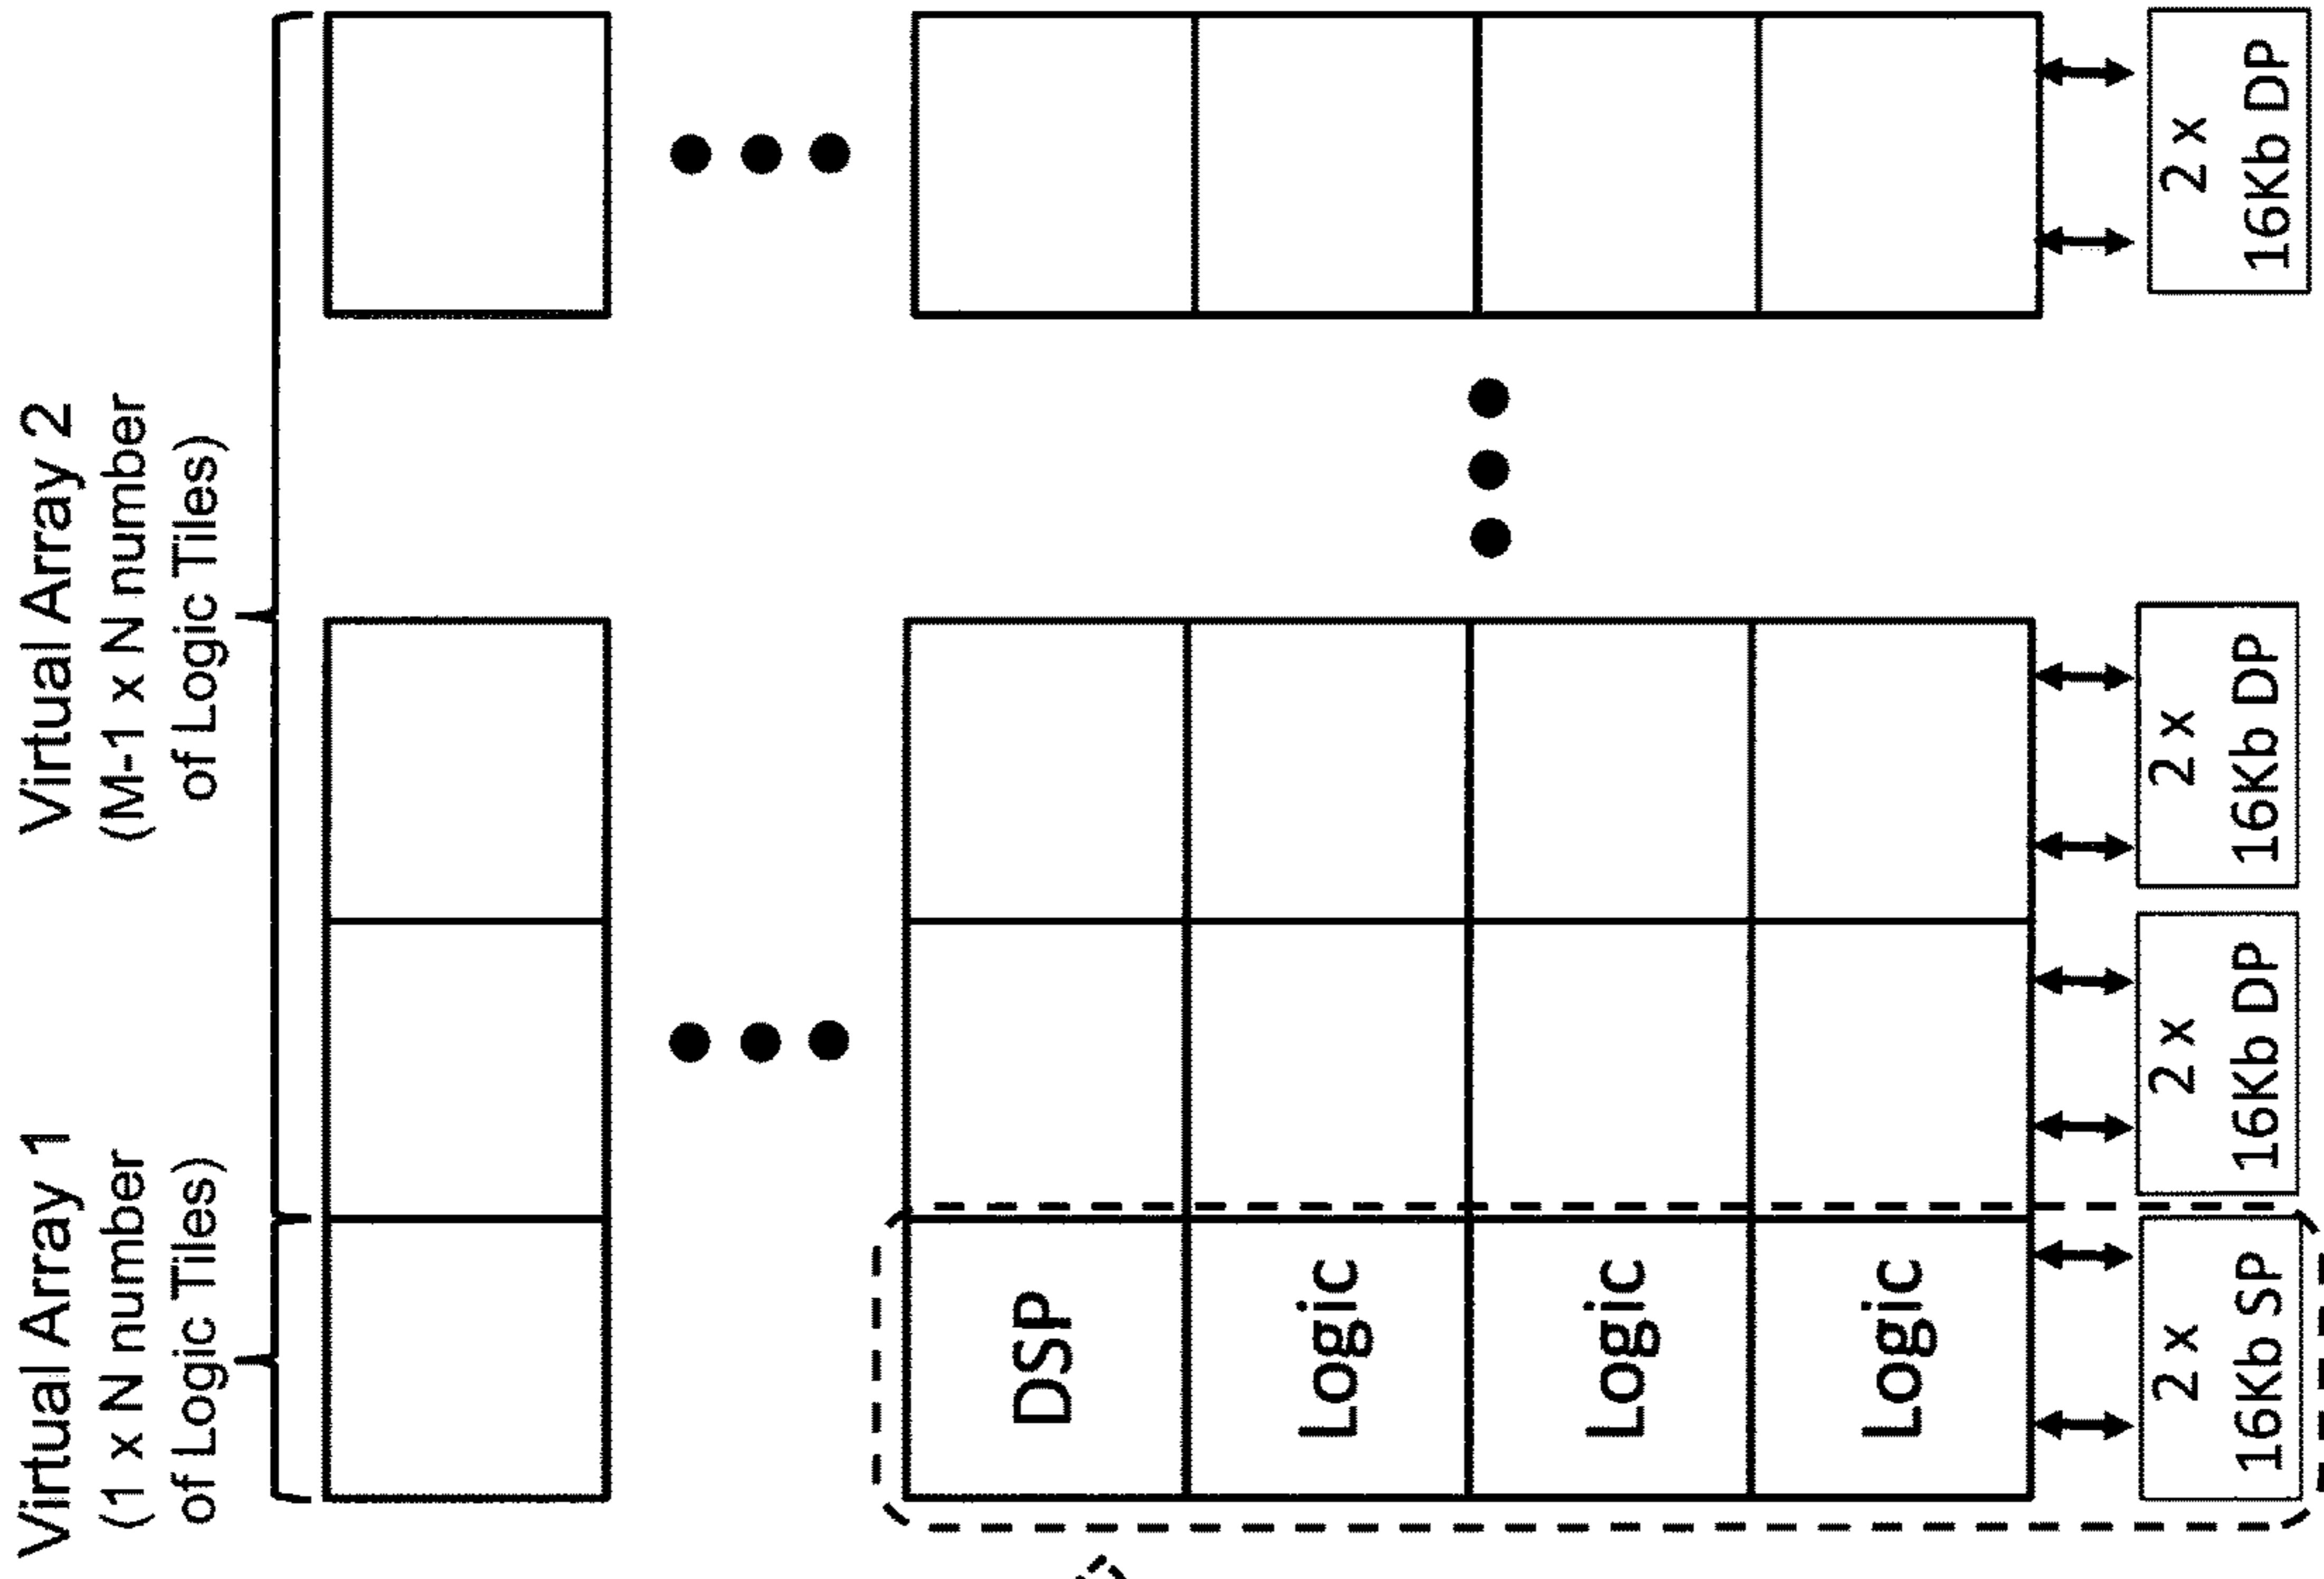 Virtual Array 1
(1 x N number
of Logic Tiles)
Virtual Array 2
(M-1 x N number
of Logic Tiles)
DSP
Logic
Logic
Logic
2 x
16Kb SP
2 x
16Kb DP
2 x
16Kb DP
2 x
16Kb DP